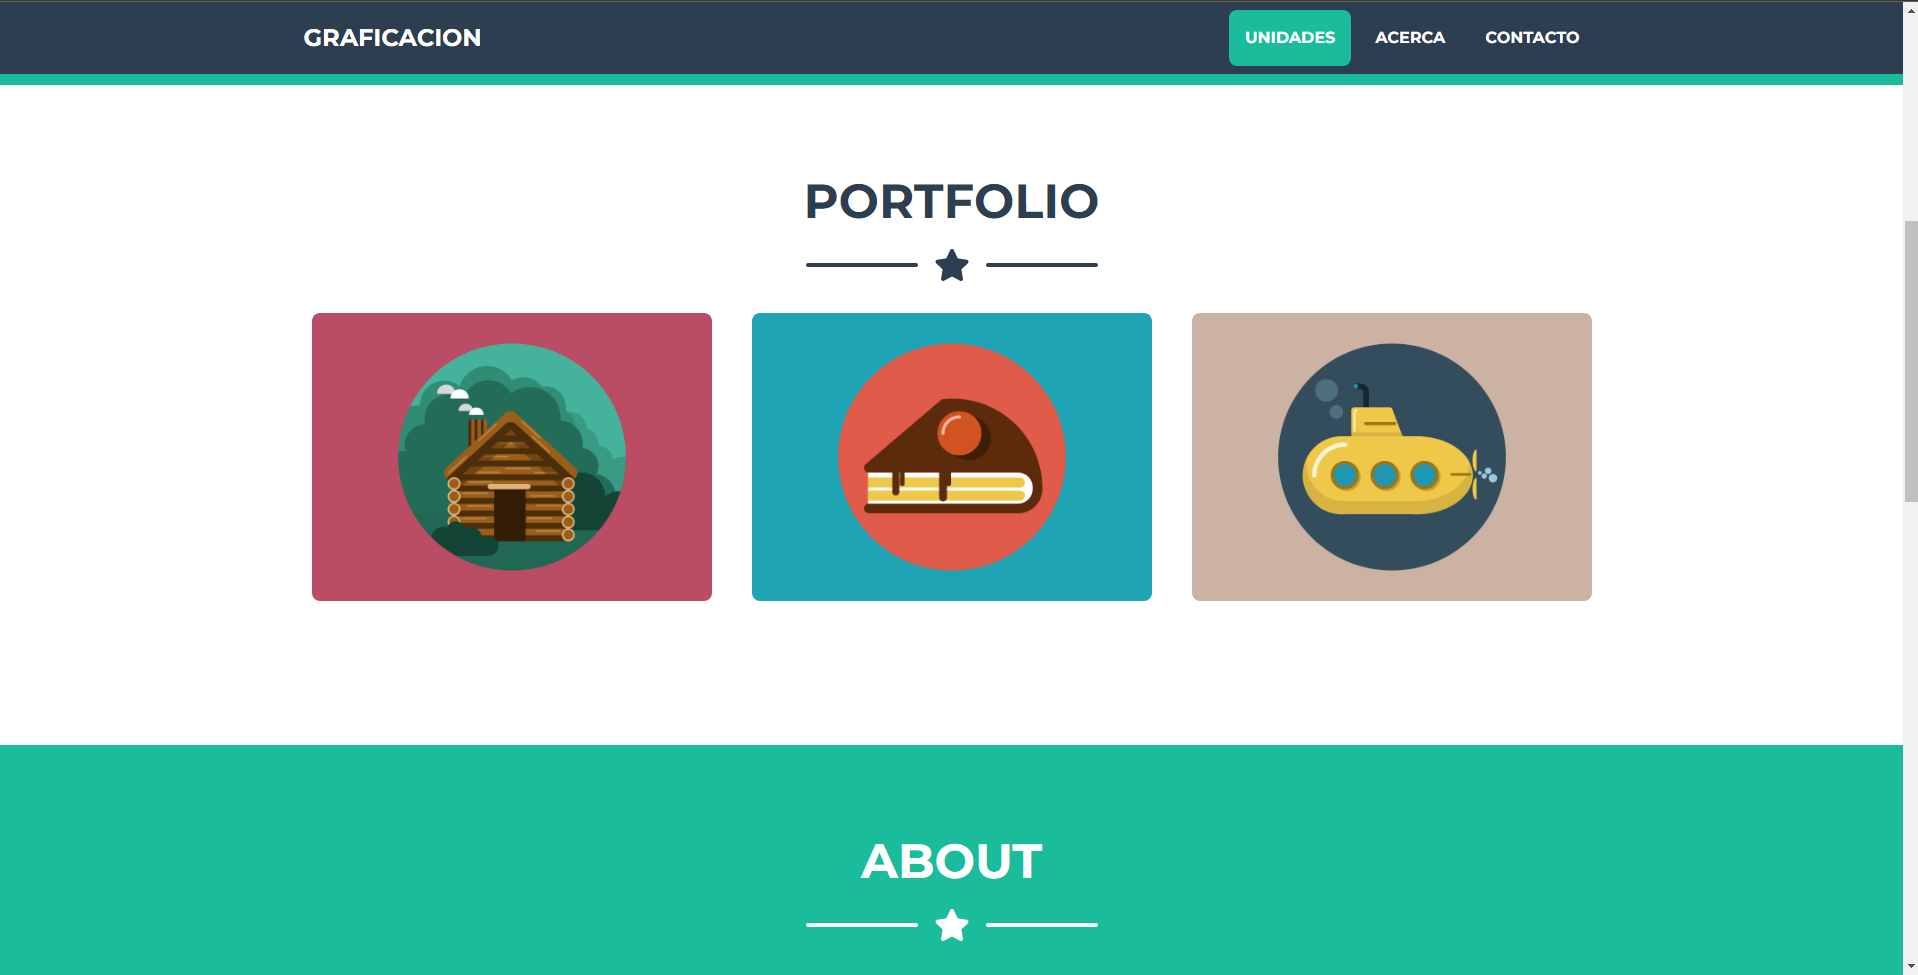 GRAFICACION
UNIDADES ACERCA CONTACTO
PORTFOLIO
ABOUT